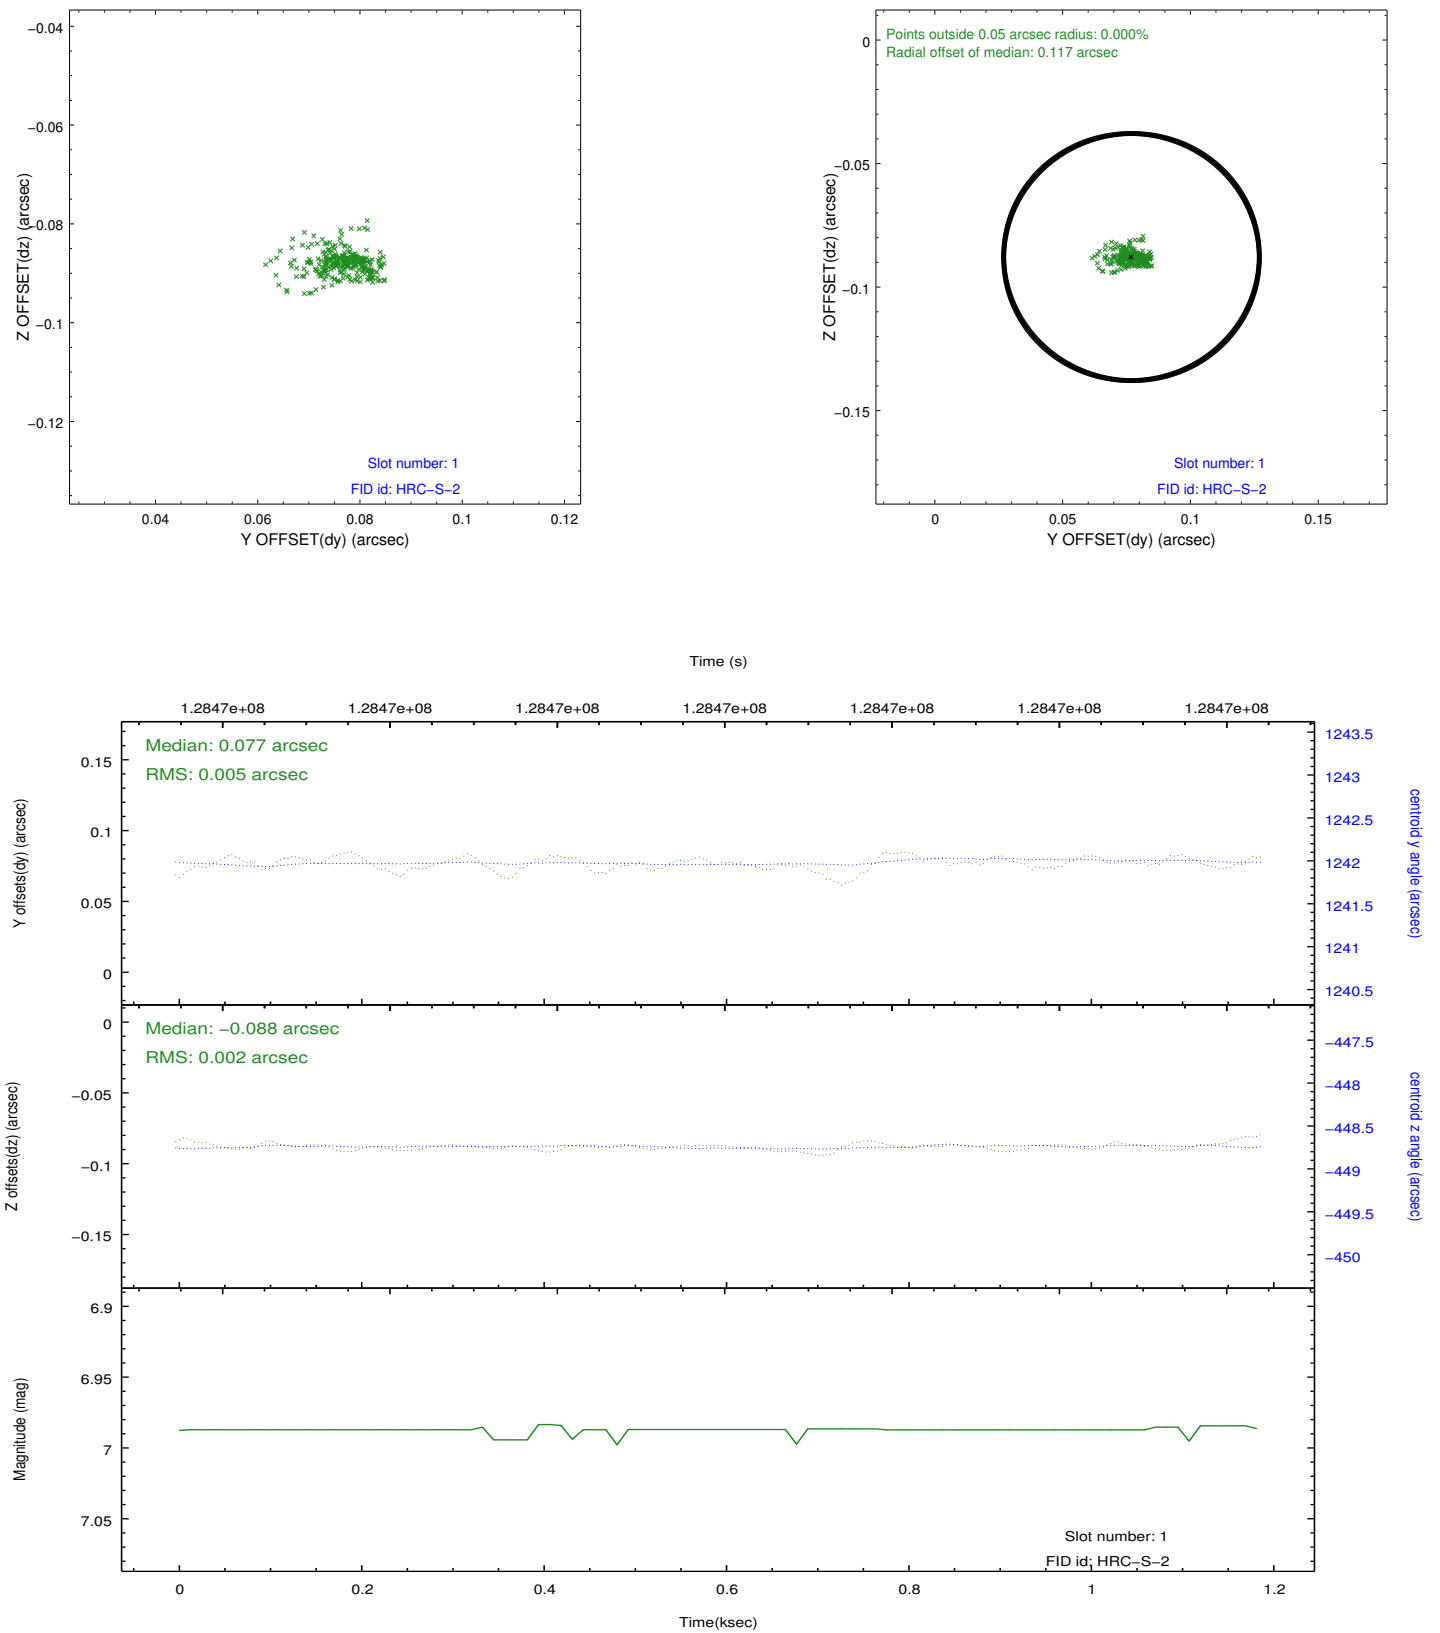 −0.04
−0.06
−0.08
−0.1
−0.12
Z OFFSET(dz) (arcsec)
Slot number: 1
FID id: HRC−S−2
0.04 0.06 0.08 0.1 0.12
Y OFFSET(dy) (arcsec)
Points outside 0.05 arcsec radius: 0.000%
Radial offset of median: 0.117 arcsec
0
−0.05
−0.1
−0.15
Z OFFSET(dz) (arcsec)
Slot number: 1
FID id: HRC−S−2
0 0.05 0.1 0.15
Y OFFSET(dy) (arcsec)
Time (s)
1.2847e+08 1.2847e+08 1.2847e+08 1.2847e+08 1.2847e+08 1.2847e+08 1.2847e+08
Median: 0.077 arcsec
RMS: 0.005 arcsec
0.15
0.1
0.05
0
Y offsets(dy) (arcsec)
1243.5
1243
1242.5
1242
1241.5
1241
1240.5
centroid y angle (arcsec)
Median: −0.088 arcsec
RMS: 0.002 arcsec
0
−0.05
−0.1
−0.15
Z offsets(dz) (arcsec)
−447.5
−448
−448.5
−449
−449.5
−450
centroid z angle (arcsec)
6.9
6.95
7
7.05
Magnitude (mag)
Slot number: 1
FID id: HRC−S−2
0 0.2 0.4 0.6 0.8 1 1.2
Time(ksec)